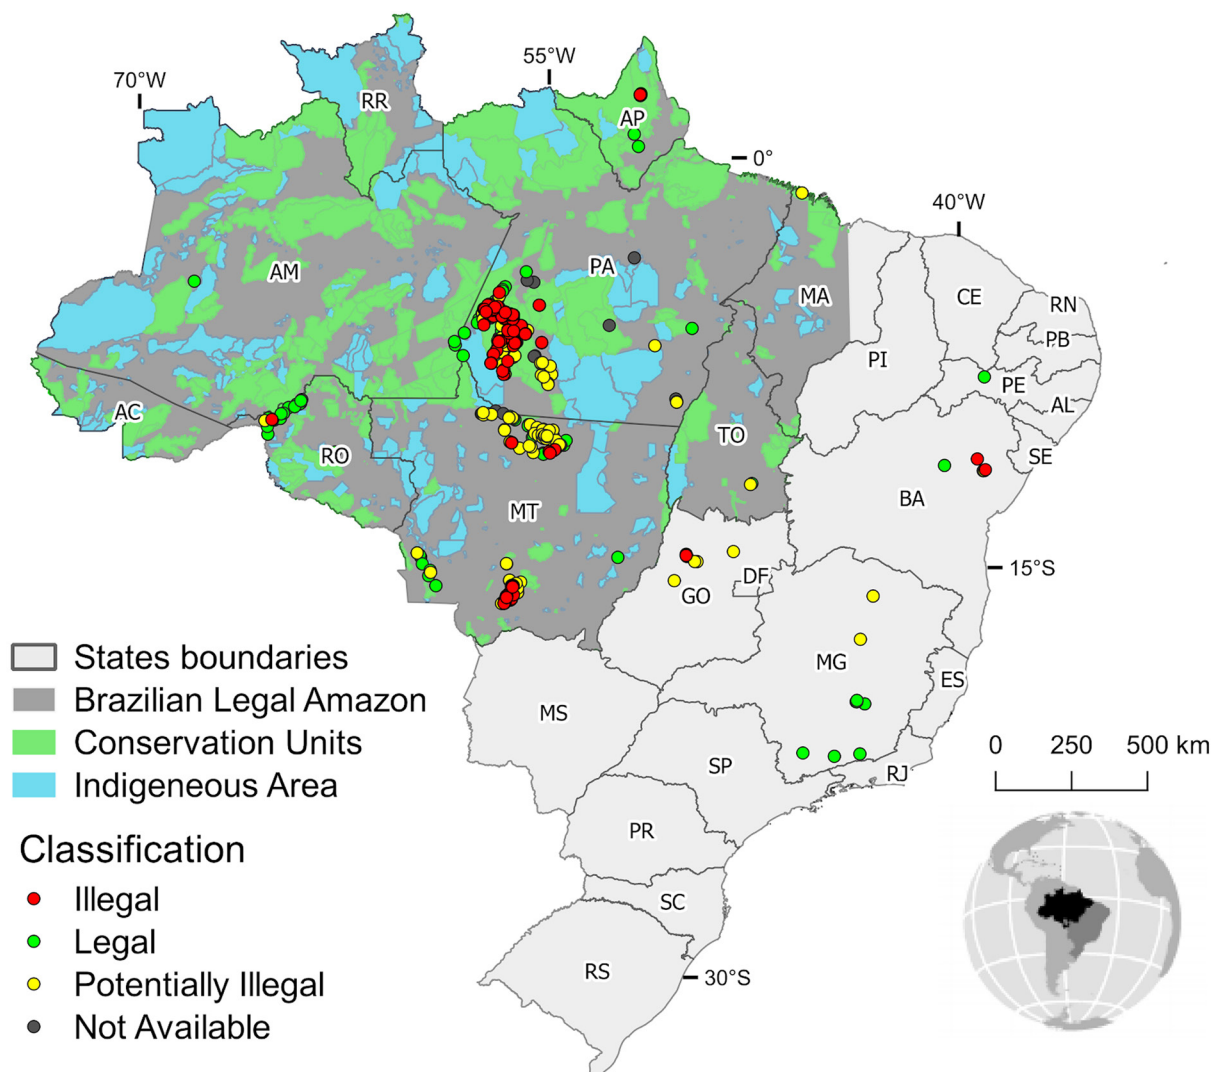 70°W
55°W
RR
AP
0°
40°W
AM
PA
MA
CE
RN
PB
PI
PE
AL
AC
TO
RO
SE
BA
MT
15°S
DF
GO
MG
ES
MS
SP
RJ
PR
SC
RS
30°S
States boundaries
Brazilian Legal Amazon
Conservation Units
Indigeneous Area
0 250 500 km
Classification
Illegal
Legal
Potentially Illegal
Not Available